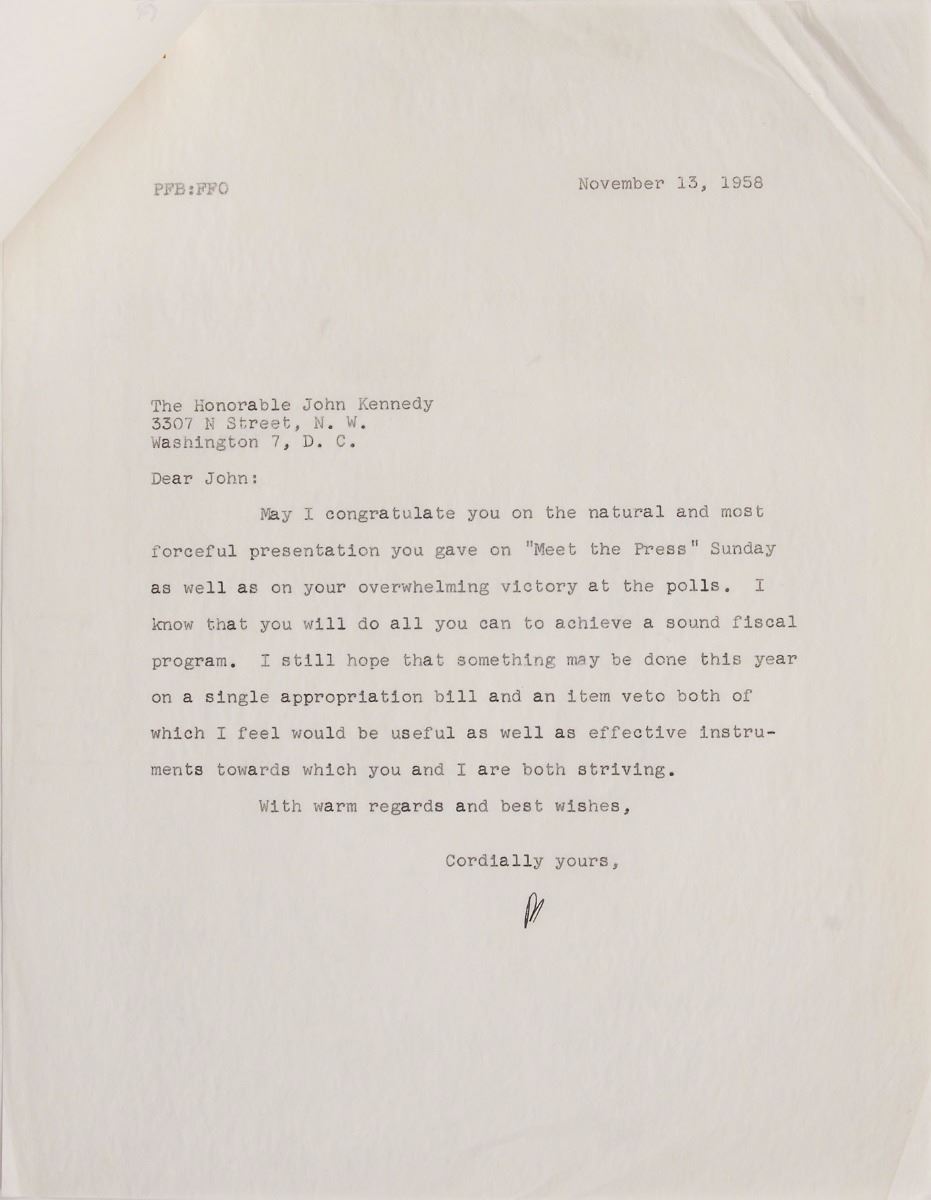 PFB:FFO
November 13, 1958
The Honorable John Kennedy
3307 N Street, N. W.
Washington 7, D. C.
Dear John:
May I congratulate you on the natural and most
forceful presentation you gave on "Meet the Press" Sunday
as well as on your overwhelming victory at the polls. I
know that you will do all you can to achieve a sound fiscal
program. I still hope that something may be done this year
on a single appropriation bill and an item veto both of
which I feel would be useful as well as effective instru-
ments towards which you and I are both striving.
With warm regards and best wishes,
Cordially yours,